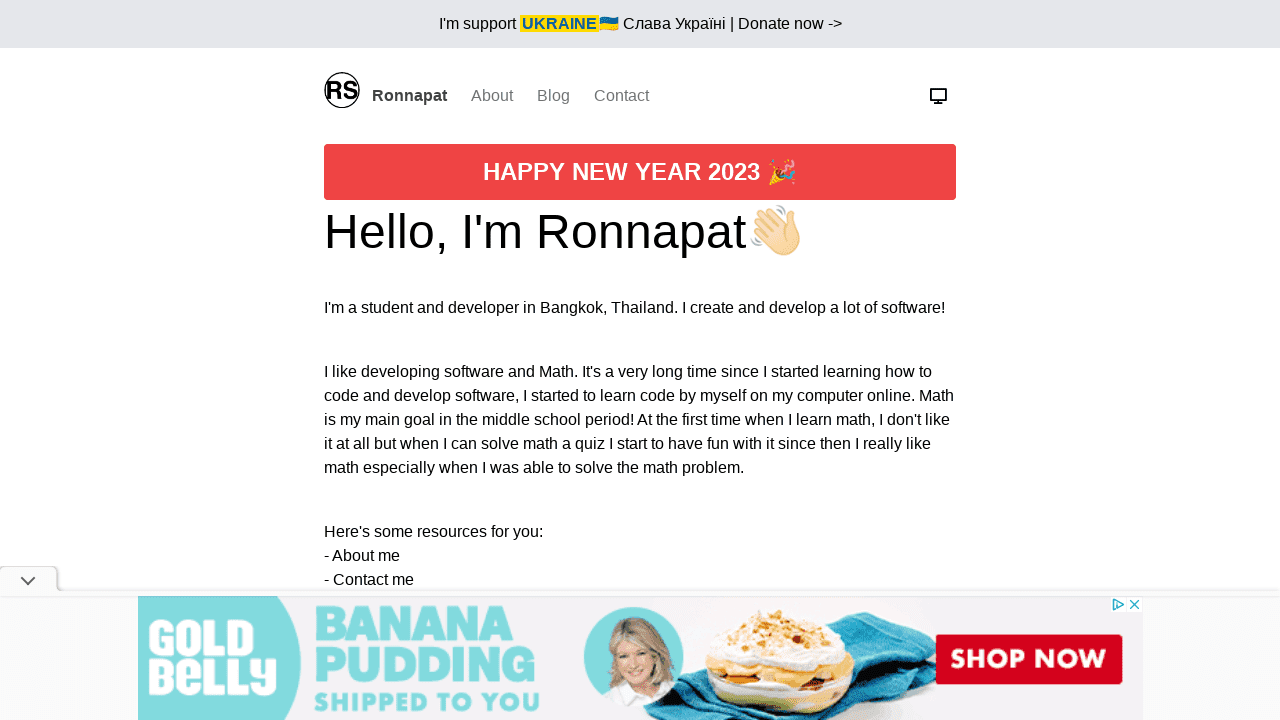 I'm support UKRAINE🇺🇦 Слава Україні | Donate now ->
RS Ronnapat About Blog Contact
HAPPY NEW YEAR 2023 🎉
Hello, I'm Ronnapat👋🏼
I'm a student and developer in Bangkok, Thailand. I create and develop a lot of software!
I like developing software and Math. It's a very long time since I started learning how to
code and develop software, I started to learn code by myself on my computer online. Math
is my main goal in the middle school period! At the first time when I learn math, I don't like
it at all but when I can solve math a quiz I start to have fun with it since then I really like
math especially when I was able to solve the math problem.
Here's some resources for you:
- About me
- Contact me
GOLD
BELLY
BANANA
PUDDING
SHIPPED TO YOU
SHOP NOW